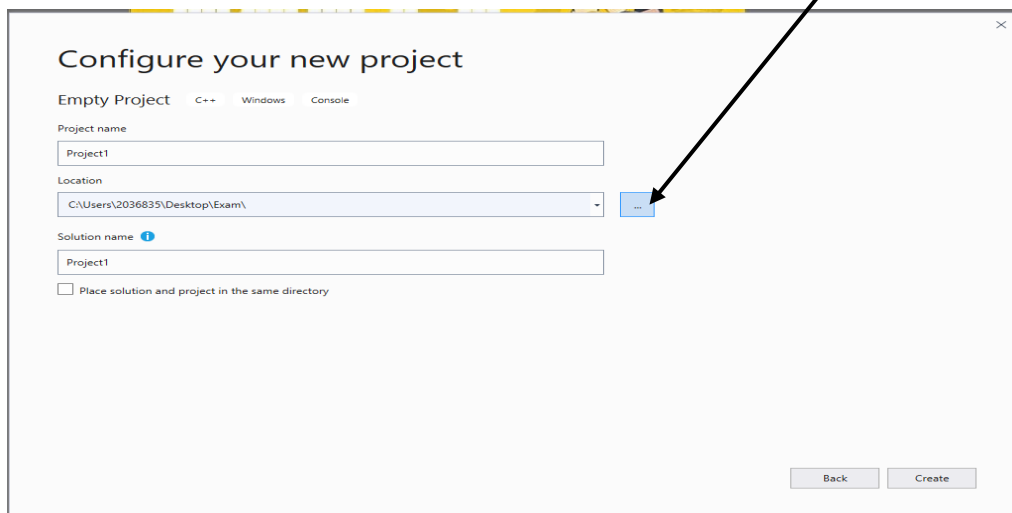 Configure your new project
Empty Project C++ Windows Console
Project name
Project1
Location
C:\Users\2036835\Desktop\Exam\
...
Solution name
Project1
Place solution and project in the same directory
Back Create